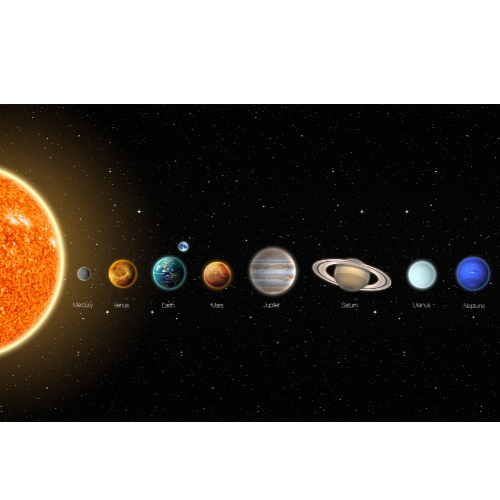 Mercury
Venus
Earth
Mars
Jupiter
Saturn
Uranus
Neptune